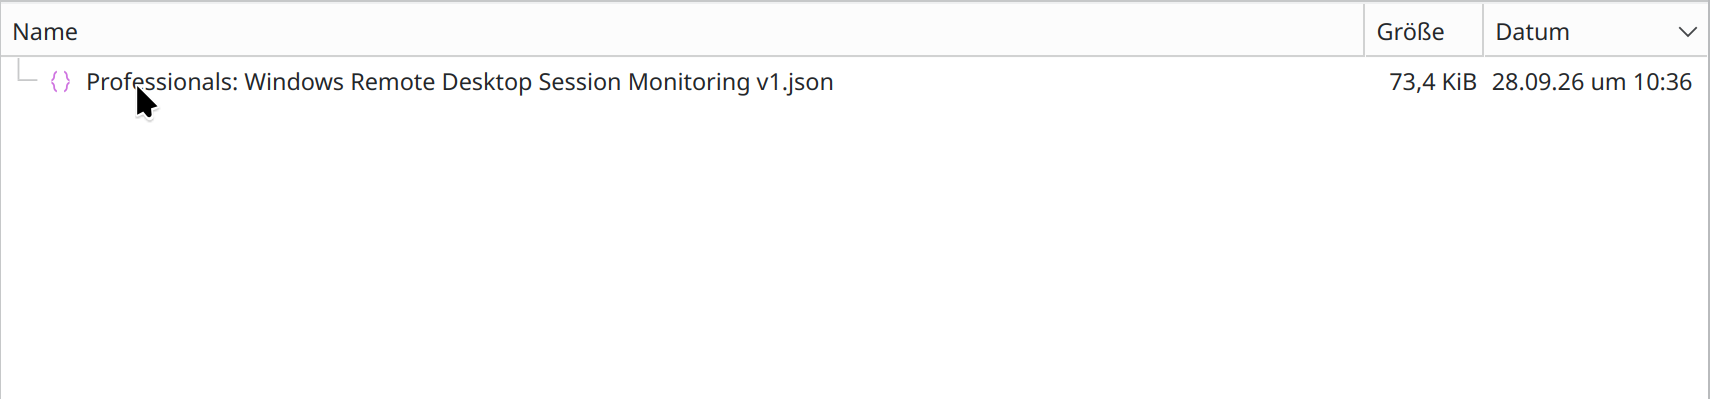 Name Größe Datum
Professionals: Windows Remote Desktop Session Monitoring v1.json 73,4 KiB 28.09.26 um 10:36